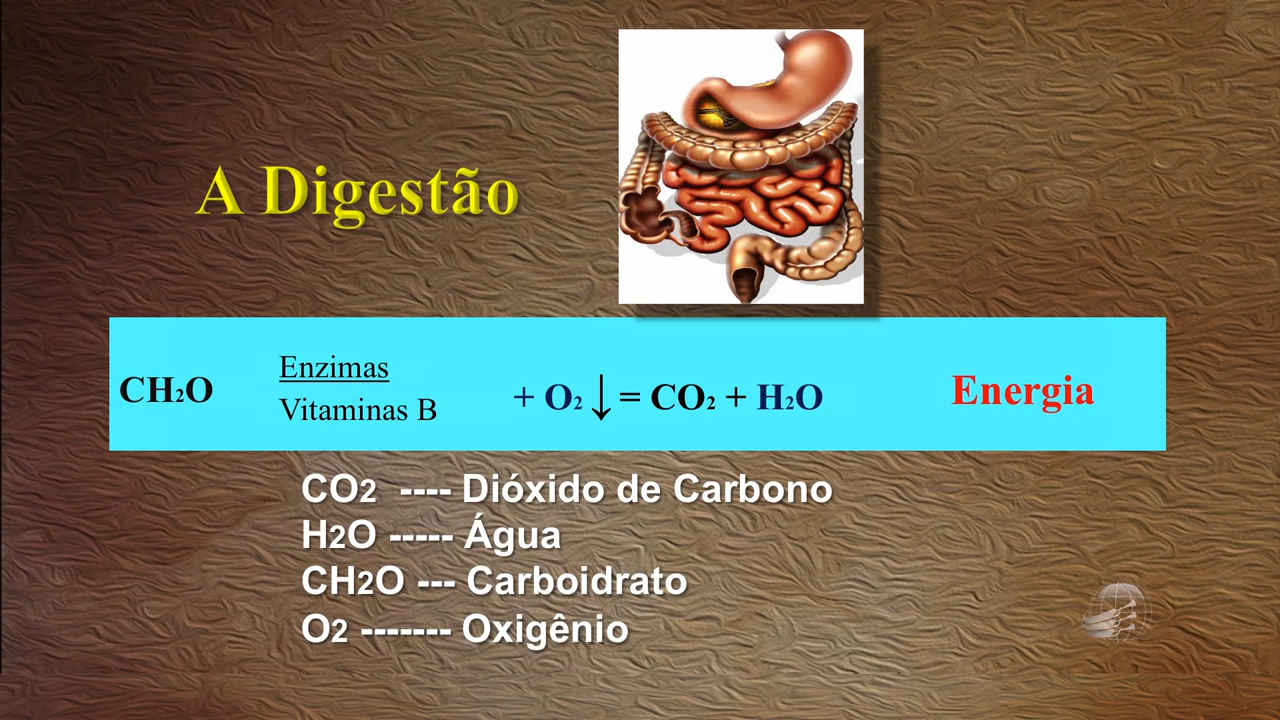 A Digestão
CH2O Enzimas Vitaminas B + O2 ↓ = CO2 + H2O Energia
CO2 ---- Dióxido de Carbono
H2O ----- Água
CH2O --- Carboidrato
O2 ------- Oxigênio